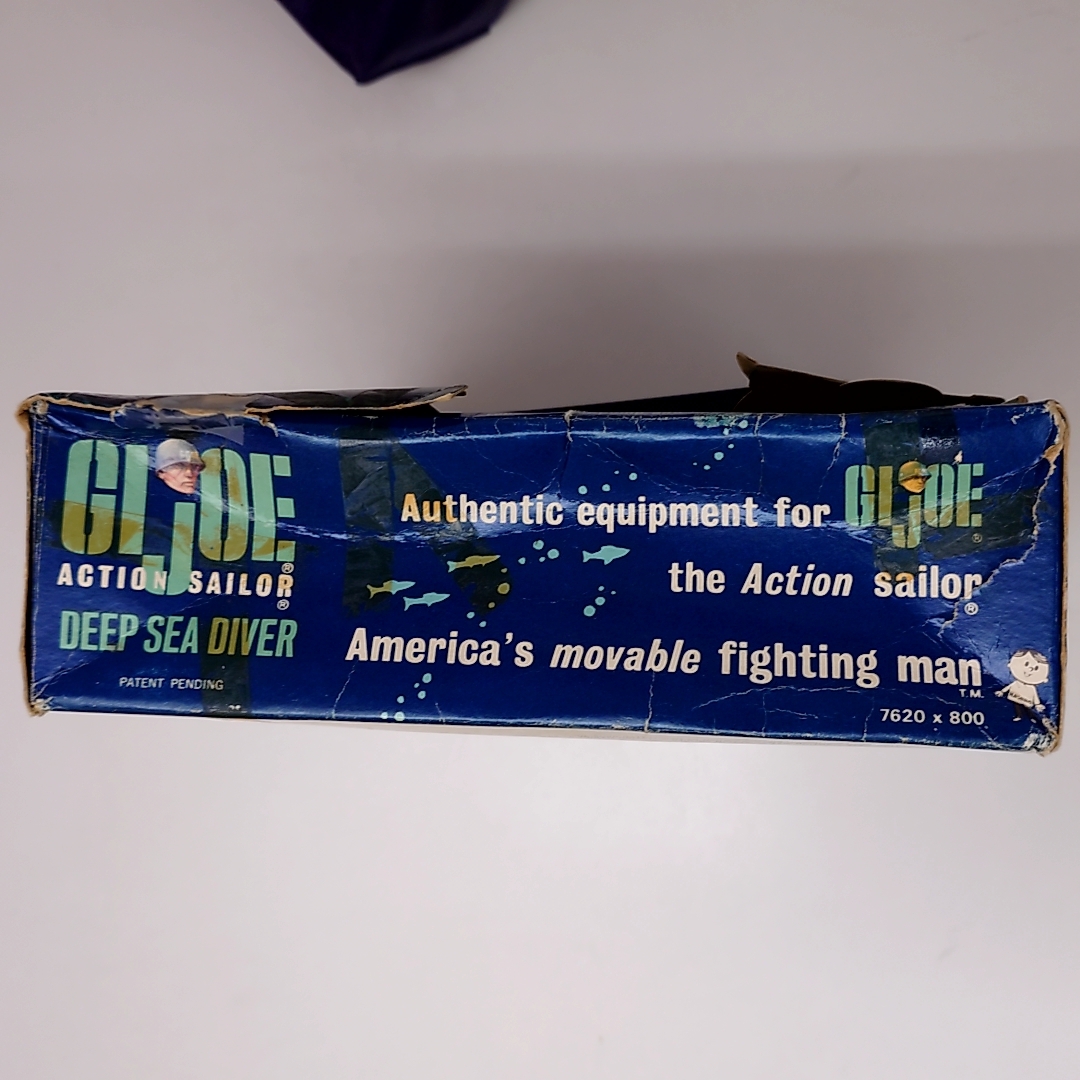 GI JOE
®
ACTION SAILOR
®
DEEP SEA DIVER
PATENT PENDING
Authentic equipment for GI JOE
®
the Action sailor
®
America's movable fighting man
T.M.
7620 x 800